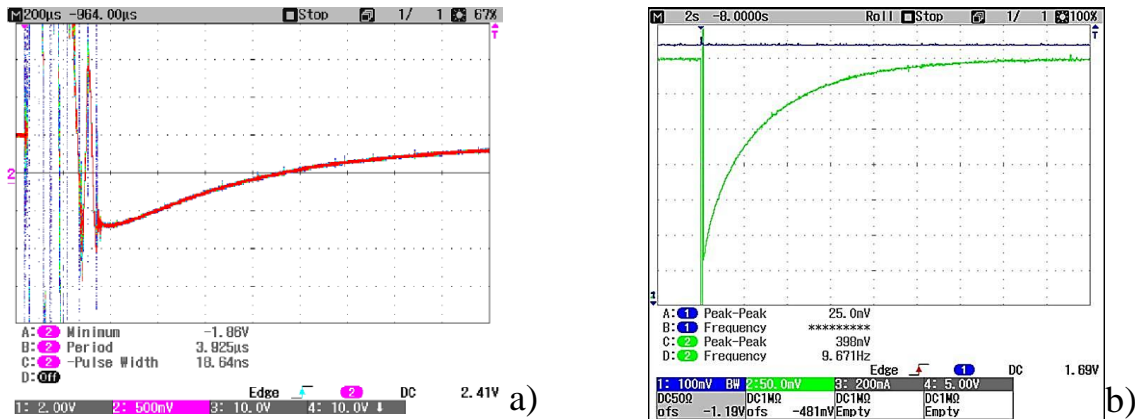 M 200µs -964.00µs Stop 1/ 1 67%
T
2
A: 2 Minimum -1.86V
B: 2 Period 3.925µs
C: 2 -Pulse Width 18.64ns
D: Off
Edge 2 DC 2.41V
1: 2.00V 2: 500mV 3: 10.0V 4: 10.0V
a)
M 2s -8.0000s Roll Stop 1/ 1 100%
T
1
A: 1 Peak-Peak 25.0mV
B: 1 Frequency *********
C: 2 Peak-Peak 398mV
D: 2 Frequency 9.671Hz
Edge 1 DC 1.69V
1: 100mV BW 2: 50.0mV 3: 200mA 4: 5.00V
DC50Ω DC1MΩ DC1MΩ DC1MΩ
ofs -1.19V ofs -481mV Empty Empty
b)